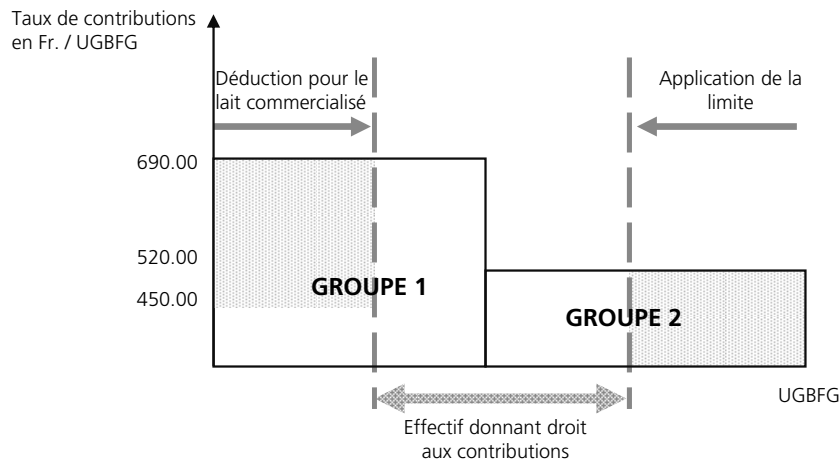 Taux de contributions
en Fr. / UGBFG
Déduction pour le
lait commercialisé
Application de la
limite
690.00
520.00
450.00
GROUPE 1
GROUPE 2
UGBFG
Effectif donnant droit
aux contributions